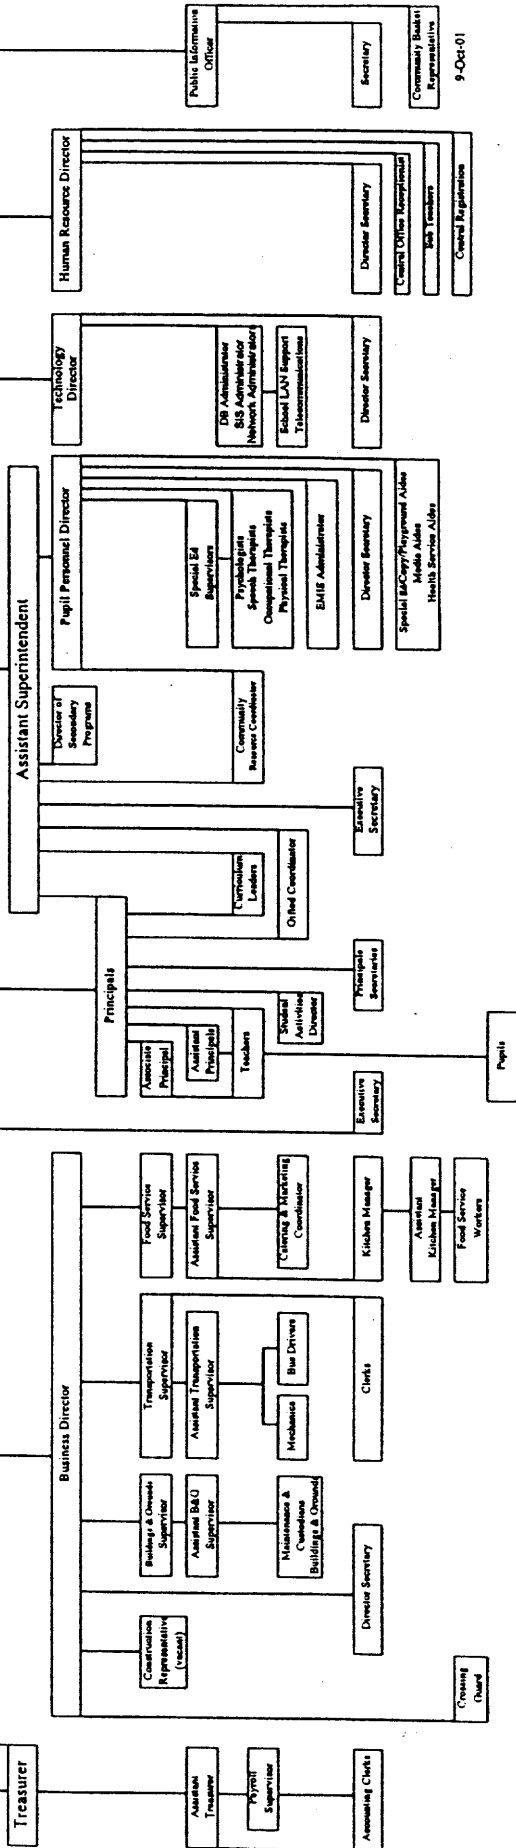 Treasurer
Assistant
Treasurer
Payroll
Supervisor
Accounting Clerks
Business Director
Construction
Representative
(vacant)
Buildings & Grounds
Supervisor
Assistant B&G
Supervisor
Maintenance &
Custodians
Buildings & Grounds
Director Secretary
Crossing
Guard
Transportation
Supervisor
Assistant Transportation
Supervisor
Mechanics
Bus Drivers
Clerks
Food Service
Supervisor
Assistant Food Service
Supervisor
Catering & Marketing
Coordinator
Kitchen Manager
Assistant
Kitchen Manager
Food Service
Workers
Executive
Secretary
Assistant Superintendent
Principals
Associate
Principal
Assistant
Principals
Teachers
Student
Activities
Director
Principals
Secretaries
Pupils
Curriculum
Leaders
Gifted Coordinator
Executive
Secretary
Director of
Secondary
Programs
Community
Resource Coordinator
Pupil Personnel Director
Special Ed
Supervisors
Psychologists
Speech Therapists
Occupational Therapists
Physical Therapists
EMIS Administrator
Director Secretary
Special Ed/Copy/Playground Aides
Media Aides
Health Service Aides
Technology
Director
DB Administrator
SIS Administrator
Network Administrators
School LAN Support
Telecommunications
Director Secretary
Human Resource Director
Director Secretary
Central Office Receptionist
Sub Teachers
Central Registration
Public Information
Officer
Secretary
Community Basket
Representative
9-Oct-01